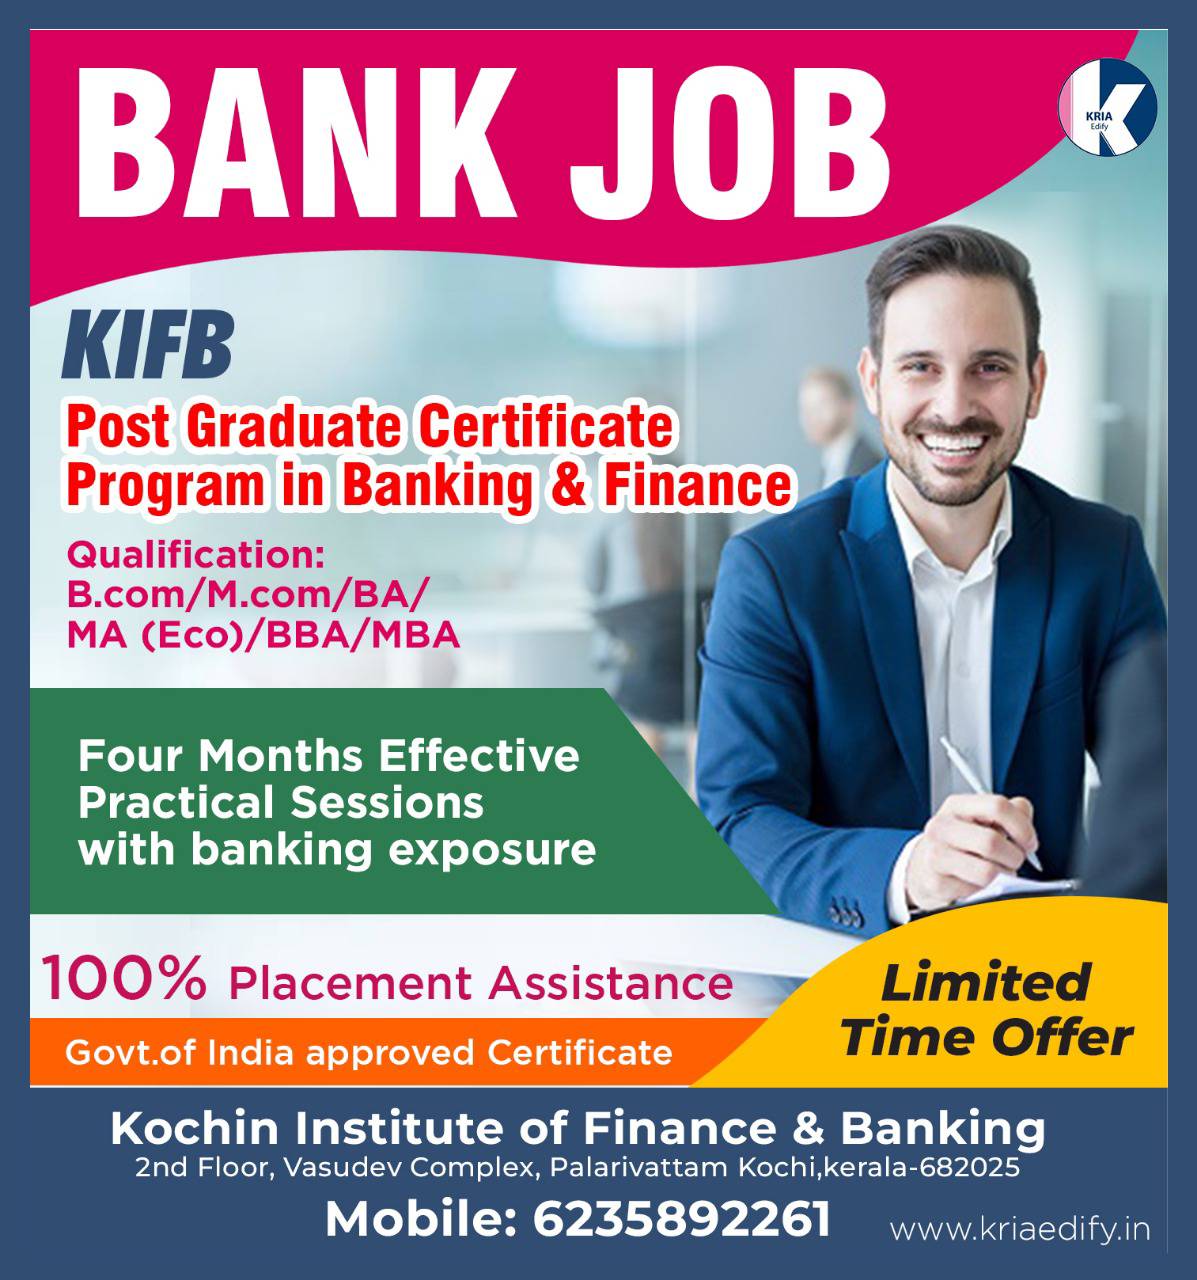 BANK JOB
KRIA
Edify
KIFB
Post Graduate Certificate
Program in Banking & Finance
Qualification:
B.com/M.com/BA/
MA (Eco)/BBA/MBA
Four Months Effective
Practical Sessions
with banking exposure
100% Placement Assistance
Limited
Time Offer
Govt.of India approved Certificate
Kochin Institute of Finance & Banking
2nd Floor, Vasudev Complex, Palarivattam Kochi,kerala-682025
Mobile: 6235892261
www.kriaedify.in